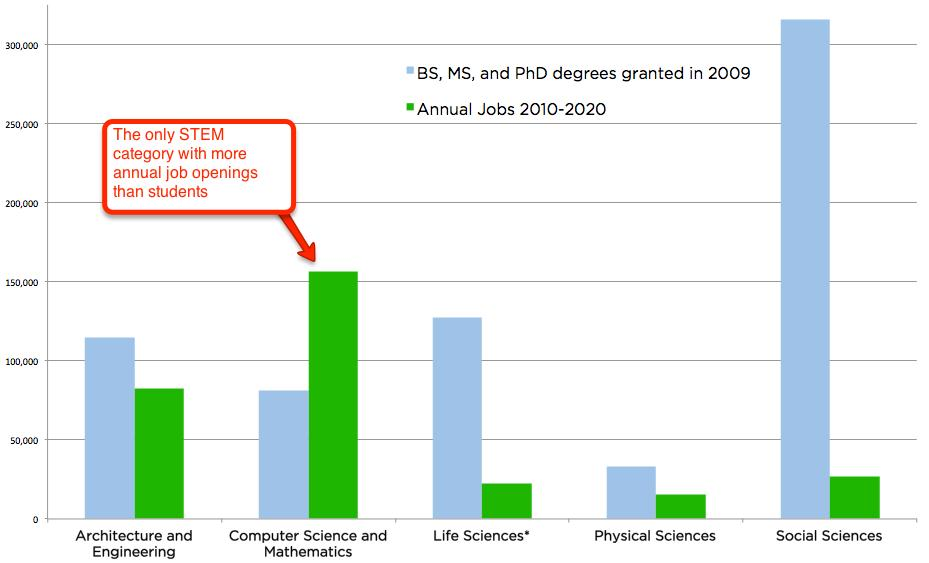 300,000
250,000
200,000
150,000
100,000
50,000
0
BS, MS, and PhD degrees granted in 2009
Annual Jobs 2010-2020
The only STEM
category with more
annual job openings
than students
Architecture and
Engineering
Computer Science and
Mathematics
Life Sciences*
Physical Sciences
Social Sciences